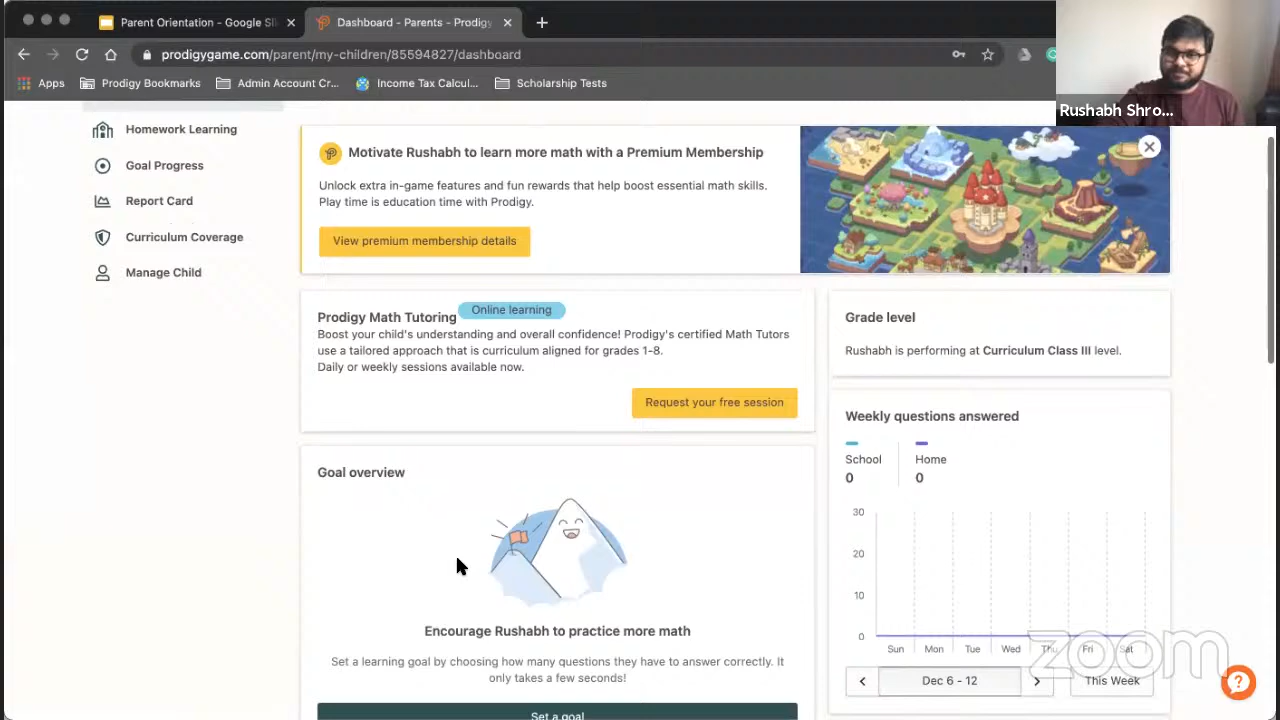 Parent Orientation - Google Sli
Dashboard - Parents - Prodigy
prodigygame.com/parent/my-children/85594827/dashboard
Apps
Prodigy Bookmarks
Admin Account Cr...
Income Tax Calcul...
Scholarship Tests
Rushabh Shro...
Homework Learning
Goal Progress
Report Card
Curriculum Coverage
Manage Child
Motivate Rushabh to learn more math with a Premium Membership
Unlock extra in-game features and fun rewards that help boost essential math skills.
Play time is education time with Prodigy.
View premium membership details
Prodigy Math Tutoring
Online learning
Boost your child's understanding and overall confidence! Prodigy's certified Math Tutors
use a tailored approach that is curriculum aligned for grades 1-8.
Daily or weekly sessions available now.
Request your free session
Grade level
Rushabh is performing at Curriculum Class III level.
Weekly questions answered
School
Home
0
0
30
20
10
0
Sun Mon Tue Wed Thu Fri Sat
Dec 6 - 12
This Week
Goal overview
Encourage Rushabh to practice more math
Set a learning goal by choosing how many questions they have to answer correctly. It
only takes a few seconds!
Set a goal
zoom